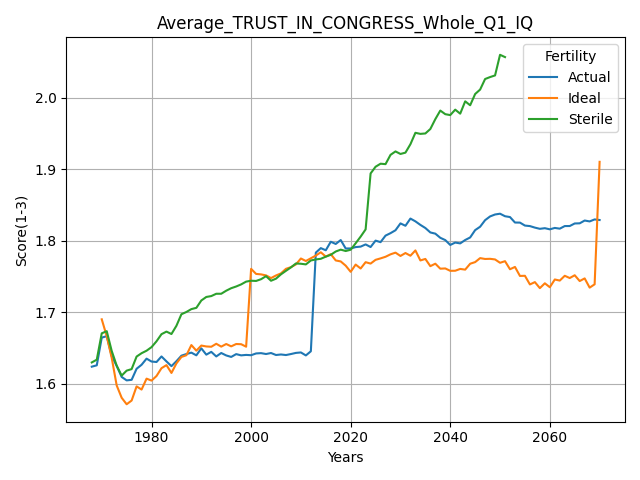 Average_TRUST_IN_CONGRESS_Whole_Q1_IQ
Fertility
Actual
Ideal
Sterile
Score(1-3)
2.0
1.9
1.8
1.7
1.6
1980
2000
2020
2040
2060
Years